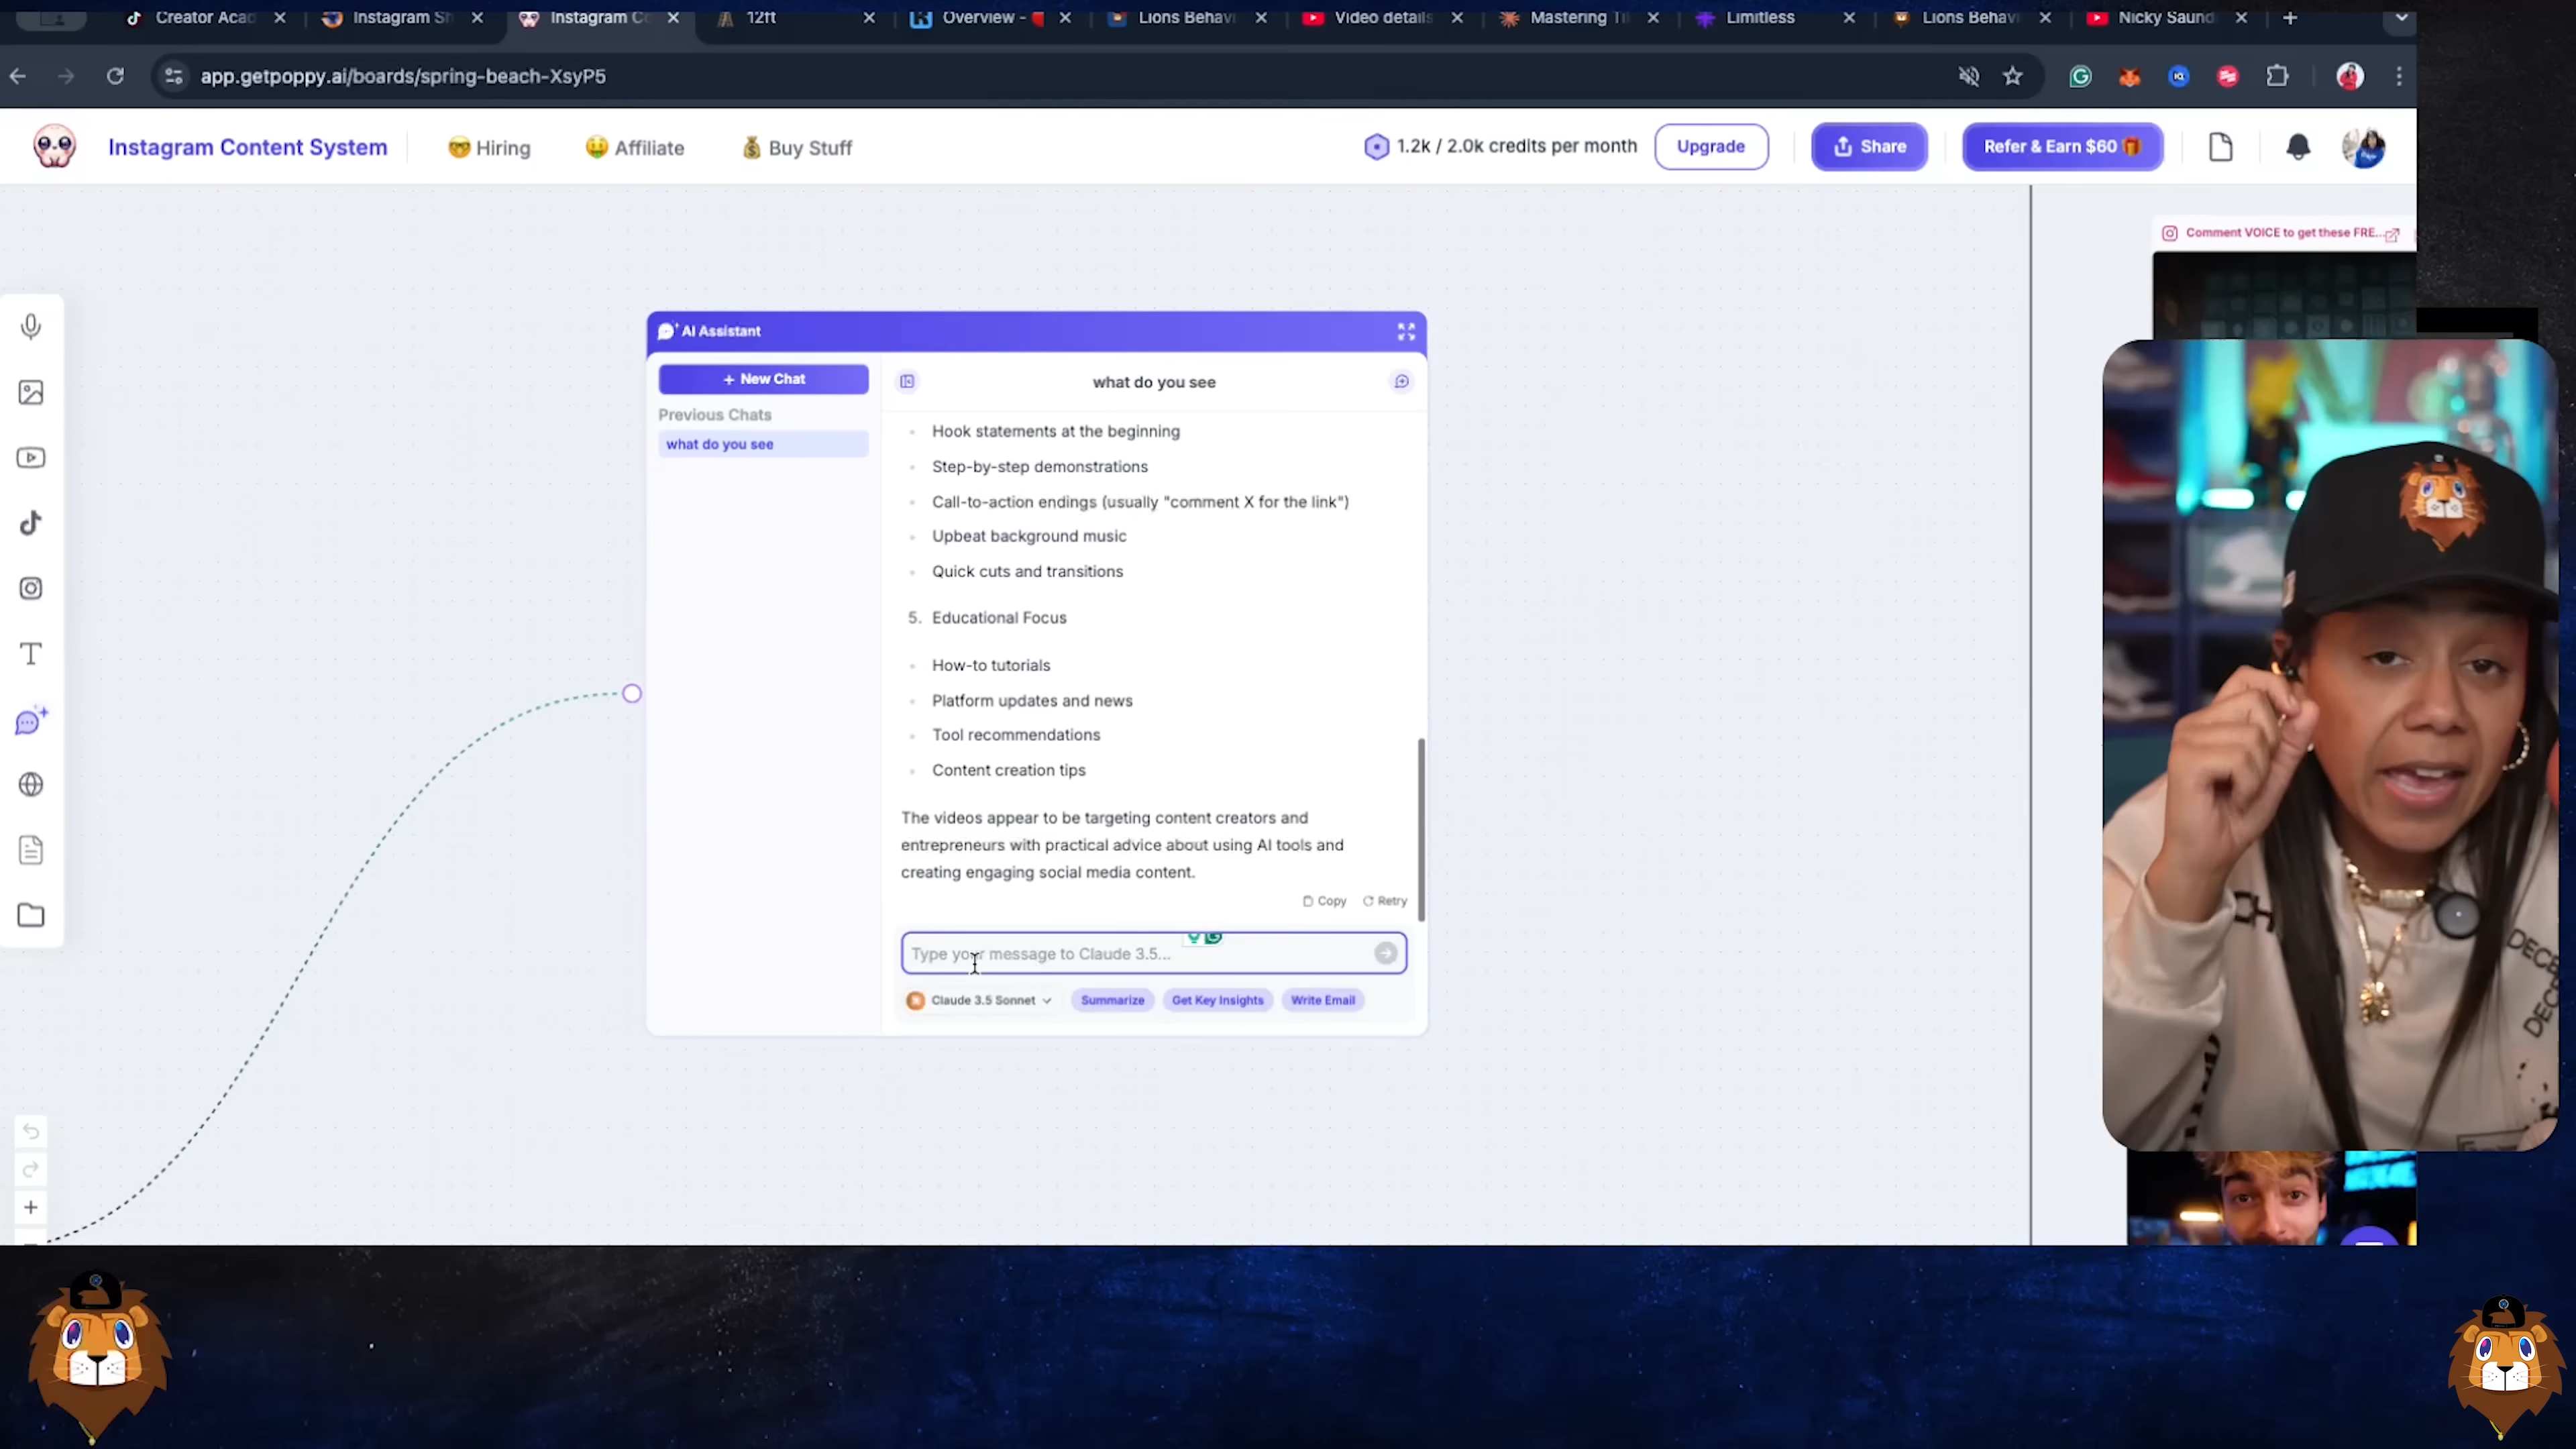 Creator Acad
Instagram Sh
Instagram Co
12ft
Overview -
Lions Behavi
Video details
Mastering Ti
Limitless
Lions Behavi
Nicky Saund
app.getpoppy.ai/boards/spring-beach-XsyP5
Instagram Content System
Hiring
Affiliate
Buy Stuff
1.2k / 2.0k credits per month
Upgrade
Share
Refer & Earn $60
Comment VOICE to get these FRE...
AI Assistant
+ New Chat
Previous Chats
what do you see
what do you see
Hook statements at the beginning
Step-by-step demonstrations
Call-to-action endings (usually "comment X for the link")
Upbeat background music
Quick cuts and transitions
5. Educational Focus
How-to tutorials
Platform updates and news
Tool recommendations
Content creation tips
The videos appear to be targeting content creators and
entrepreneurs with practical advice about using AI tools and
creating engaging social media content.
Copy
Retry
Type your message to Claude 3.5...
Claude 3.5 Sonnet
Summarize
Get Key Insights
Write Email